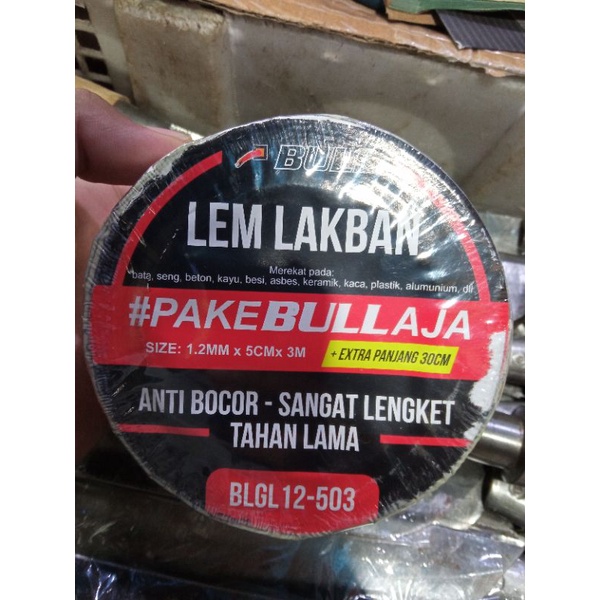 BULL
LEM LAKBAN
Merekat pada:
bata, seng, beton, kayu, besi, asbes, keramik, kaca, plastik, alumunium, dll
#PAKEBULLAJA
SIZE: 1.2MM x 5CMx 3M
+ EXTRA PANJANG 30CM
ANTI BOCOR - SANGAT LENGKET
TAHAN LAMA
BLGL12-503